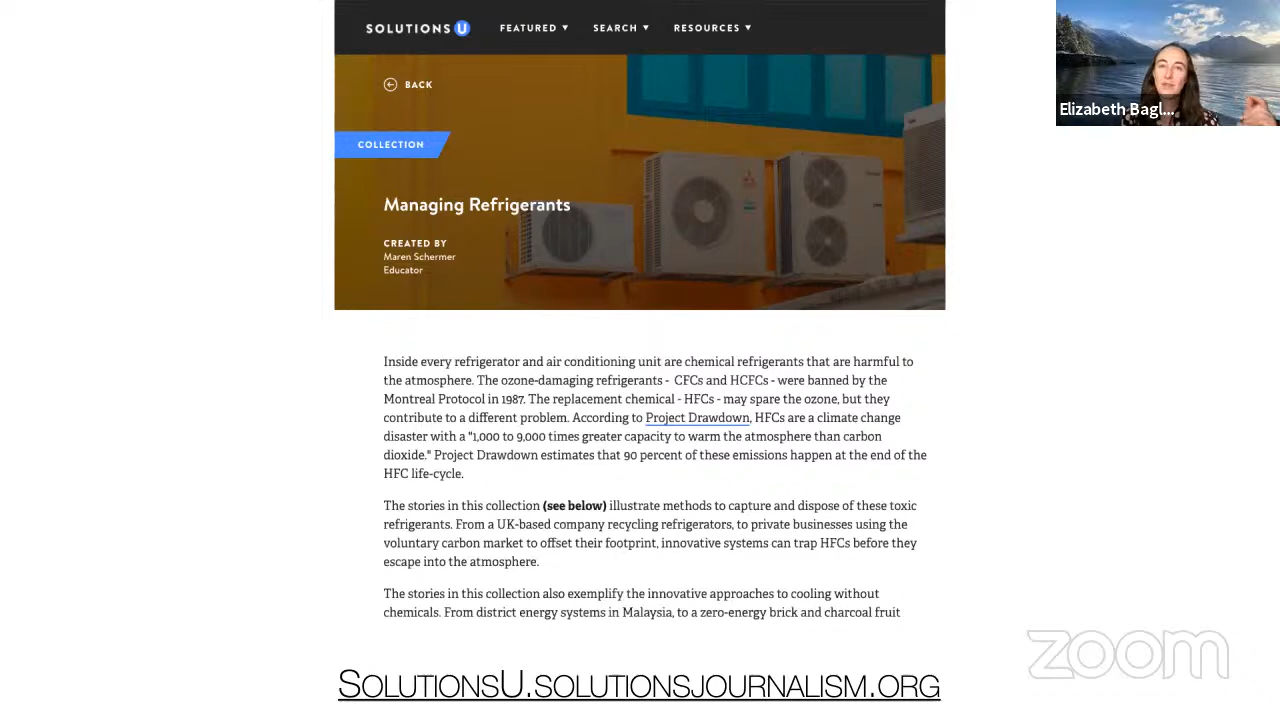 SOLUTIONS U FEATURED ▼ SEARCH ▼ RESOURCES ▼
BACK
Elizabeth Bagl...
COLLECTION
Managing Refrigerants
CREATED BY
Maren Schermer
Educator
Inside every refrigerator and air conditioning unit are chemical refrigerants that are harmful to
the atmosphere. The ozone-damaging refrigerants - CFCs and HCFCs - were banned by the
Montreal Protocol in 1987. The replacement chemical - HFCs - may spare the ozone, but they
contribute to a different problem. According to Project Drawdown, HFCs are a climate change
disaster with a "1,000 to 9,000 times greater capacity to warm the atmosphere than carbon
dioxide." Project Drawdown estimates that 90 percent of these emissions happen at the end of the
HFC life-cycle.
The stories in this collection (see below) illustrate methods to capture and dispose of these toxic
refrigerants. From a UK-based company recycling refrigerators, to private businesses using the
voluntary carbon market to offset their footprint, innovative systems can trap HFCs before they
escape into the atmosphere.
The stories in this collection also exemplify the innovative approaches to cooling without
chemicals. From district energy systems in Malaysia, to a zero-energy brick and charcoal fruit
zoom
SOLUTIONSU.SOLUTIONSJOURNALISM.ORG